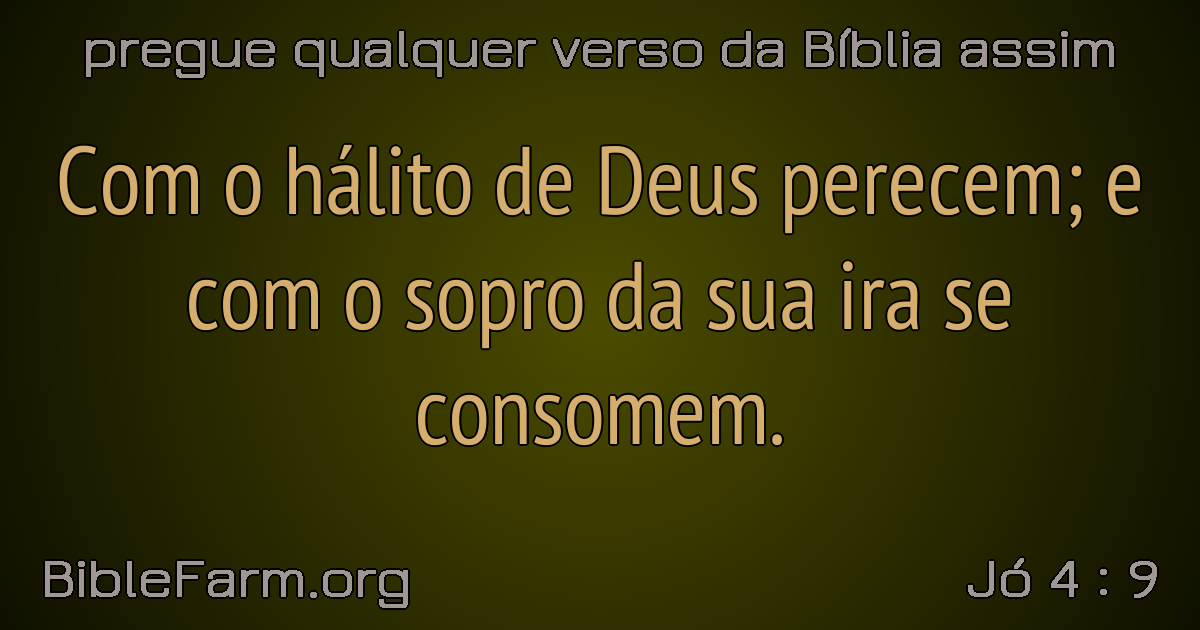 pregue qualquer verso da Bíblia assim
Com o hálito de Deus perecem; e
com o sopro da sua ira se
consomem.
BibleFarm.org
Jó 4 : 9